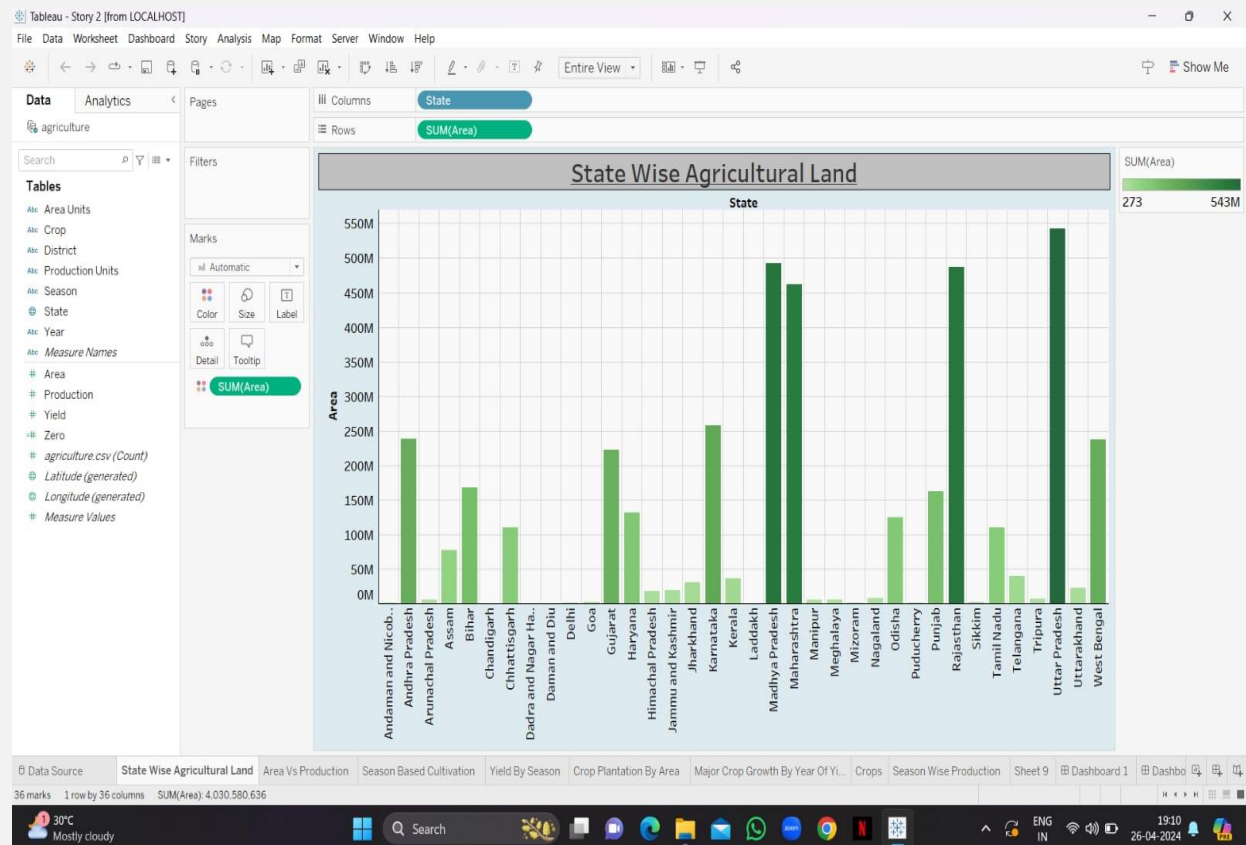 Tableau - Story 2 [from LOCALHOST]
File Data Worksheet Dashboard Story Analysis Map Format Server Window Help
Entire View
Show Me
Data Analytics
agriculture
Search
Tables
Abc Area Units
Abc Crop
Abc District
Abc Production Units
Abc Season
State
Abc Year
Abc Measure Names
# Area
# Production
# Yield
=# Zero
# agriculture.csv (Count)
Latitude (generated)
Longitude (generated)
# Measure Values
Pages
Filters
Marks
Automatic
Color Size Label
Detail Tooltip
SUM(Area)
Columns State
Rows SUM(Area)
State Wise Agricultural Land
State
550M
500M
450M
400M
350M
300M
250M
200M
150M
100M
50M
0M
Area
Andaman and Nicob..
Andhra Pradesh
Arunachal Pradesh
Assam
Bihar
Chandigarh
Chhattisgarh
Dadra and Nagar Ha..
Daman and Diu
Delhi
Goa
Gujarat
Haryana
Himachal Pradesh
Jammu and Kashmir
Jharkhand
Karnataka
Kerala
Laddakh
Madhya Pradesh
Maharashtra
Manipur
Meghalaya
Mizoram
Nagaland
Odisha
Puducherry
Punjab
Rajasthan
Sikkim
Tamil Nadu
Telangana
Tripura
Uttar Pradesh
Uttarakhand
West Bengal
SUM(Area)
273 543M
Data Source State Wise Agricultural Land Area Vs Production Season Based Cultivation Yield By Season Crop Plantation By Area Major Crop Growth By Year Of Yi... Crops Season Wise Production Sheet 9 Dashboard 1 Dashbo
36 marks 1 row by 36 columns SUM(Area): 4,030,580,636
1 30°C
Mostly cloudy
Search
zoom
N
ENG
IN
19:10
26-04-2024
PRE